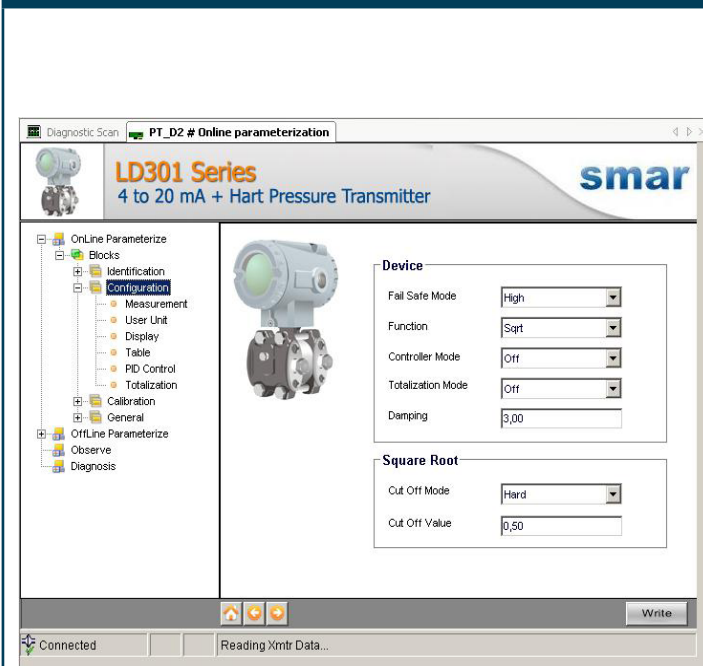 Diagnostic Scan PT_D2 # Online parameterization
LD301 Series
4 to 20 mA + Hart Pressure Transmitter
smar
OnLine Parameterize
Blocks
Identification
Configuration
Measurement
User Unit
Display
Table
PID Control
Totalization
Calibration
General
OffLine Parameterize
Observe
Diagnosis
Device
Fail Safe Mode High
Function Sqrt
Controller Mode Off
Totalization Mode Off
Damping 3,00
Square Root
Cut Off Mode Hard
Cut Off Value 0,50
Write
Connected Reading Xmtr Data...